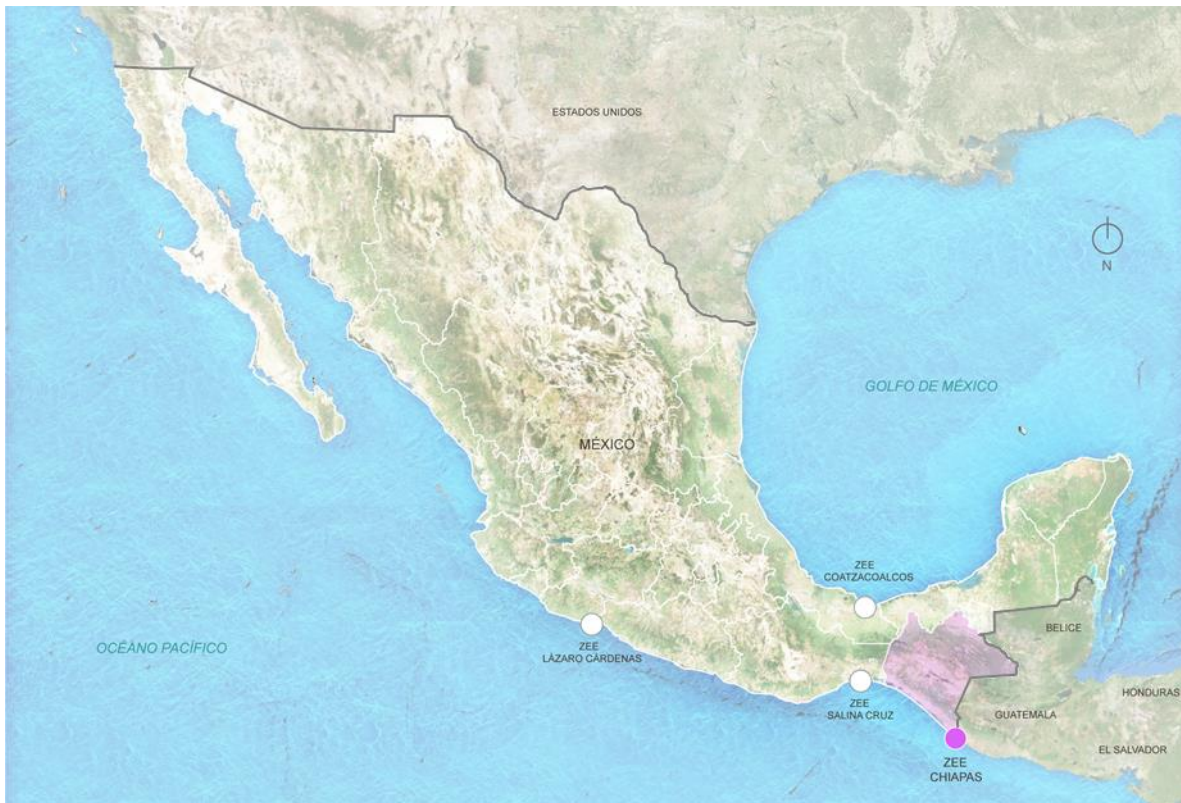 ESTADOS UNIDOS
N
GOLFO DE MÉXICO
MÉXICO
ZEE
COATZACOALCOS
BELICE
OCÉANO PACÍFICO
ZEE
LÁZARO CÁRDENAS
HONDURAS
ZEE
SALINA CRUZ
GUATEMALA
EL SALVADOR
ZEE
CHIAPAS